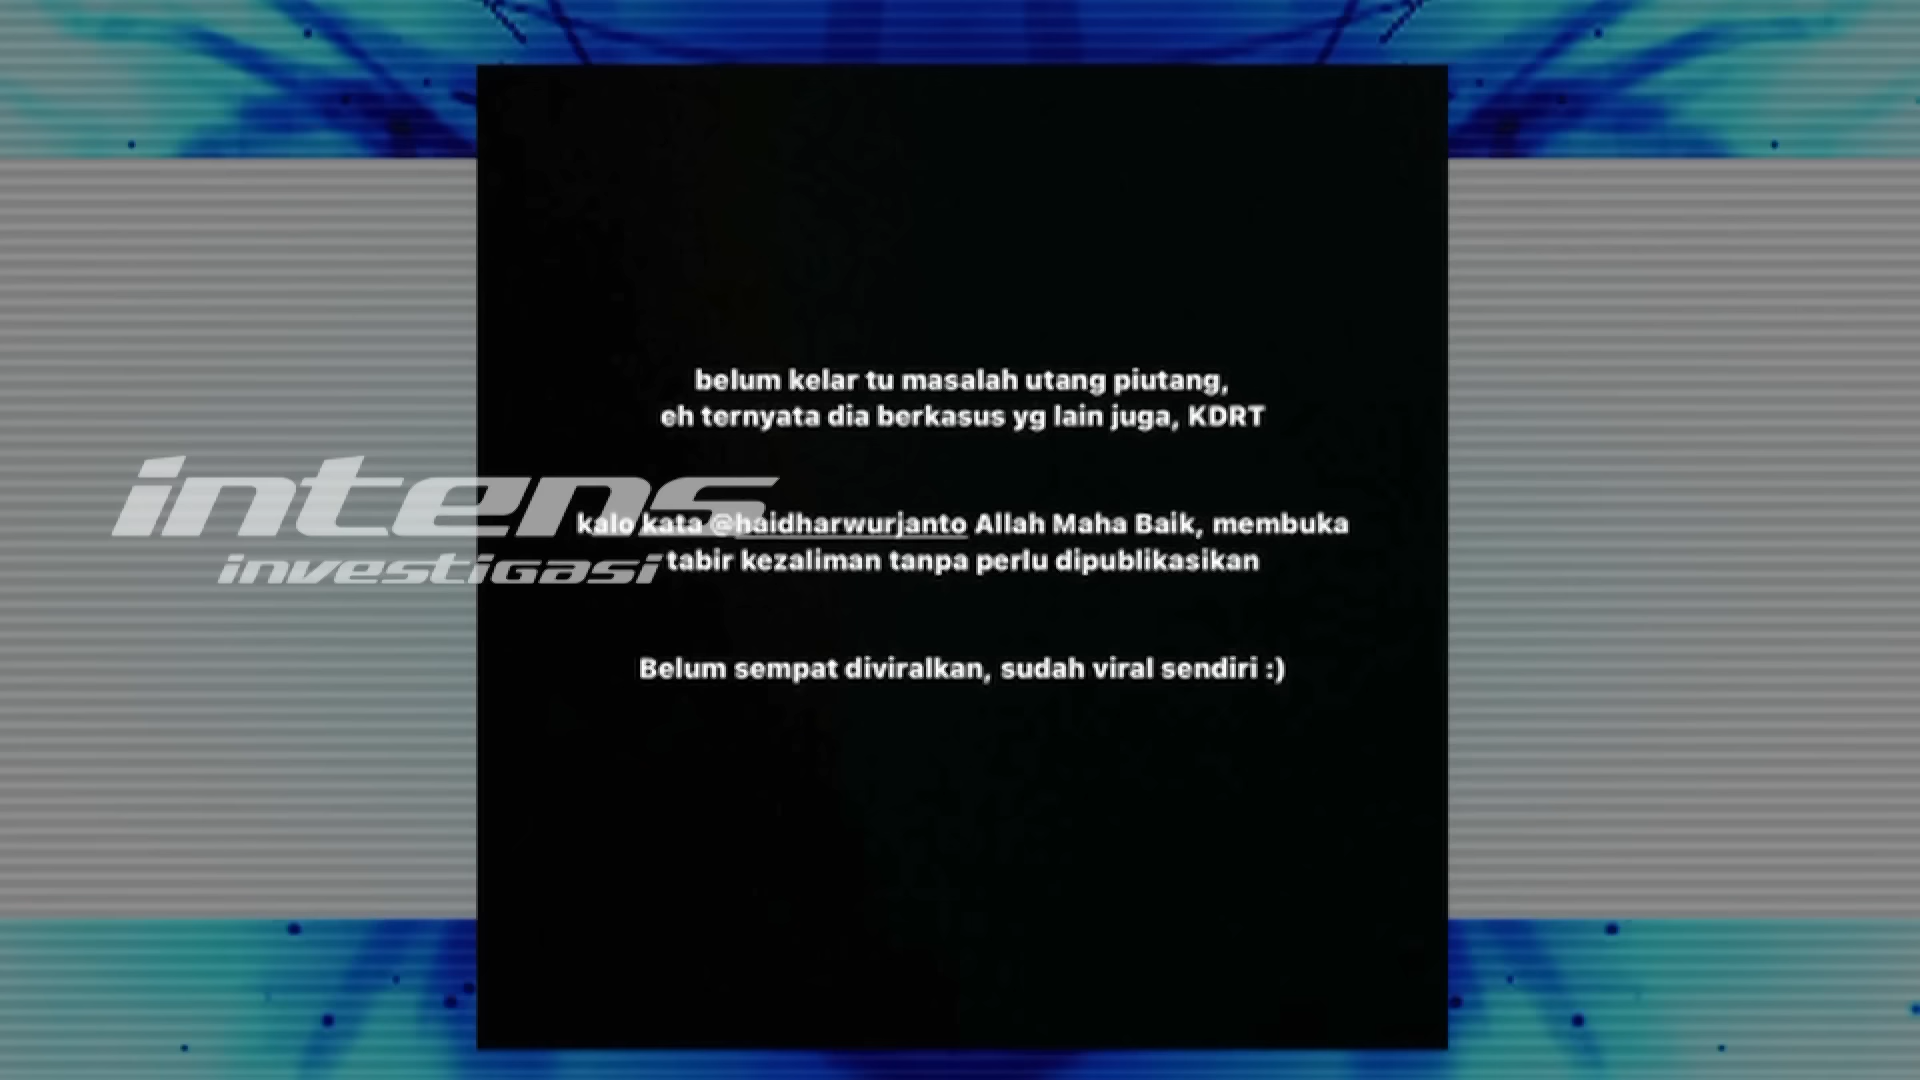 belum kelar tu masalah utang piutang,
eh ternyata dia berkasus yg lain juga, KDRT
intens
investigasi
kalo kata @haidharwurjanto Allah Maha Baik, membuka
tabir kezaliman tanpa perlu dipublikasikan
Belum sempat diviralkan, sudah viral sendiri :)